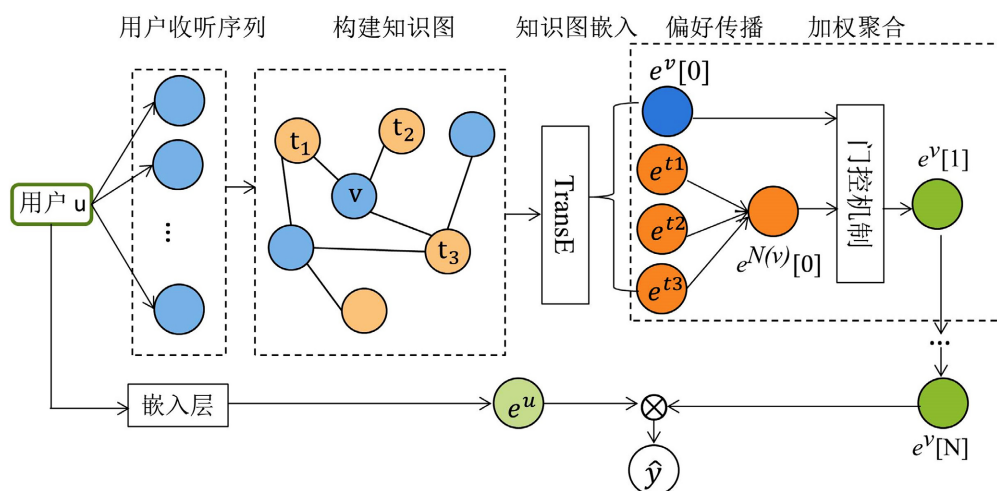 用户收听序列
构建知识图
知识图嵌入
偏好传播
加权聚合
e^v[0]
t₁
t₂
v
t₃
用户 u
...
TransE
e^{t1}
e^{t2}
e^{t3}
e^{N(v)}[0]
门控机制
e^v[1]
...
嵌入层
e^u
⊗
e^v[N]
ŷ